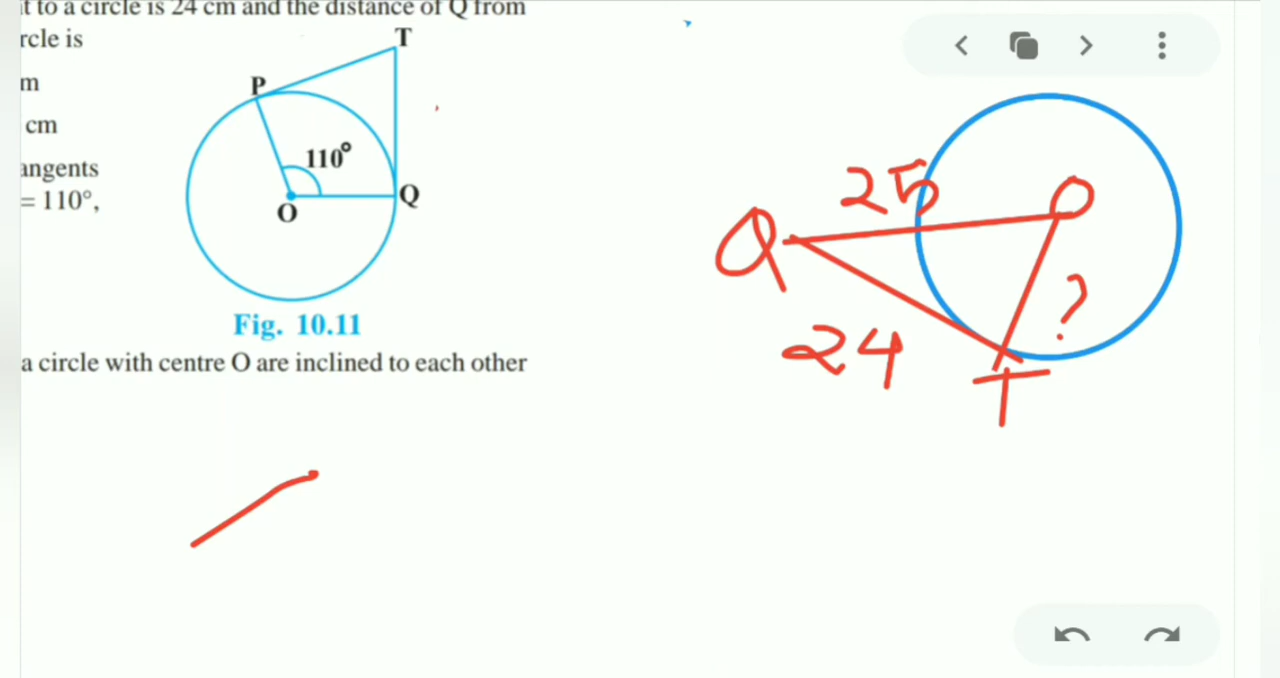 t to a circle is 24 cm and the distance of Q from
rcle is
T
m
P
cm
110°
angents
= 110°,
Q
O
Fig. 10.11
a circle with centre O are inclined to each other
25
O
Q
?
24
T